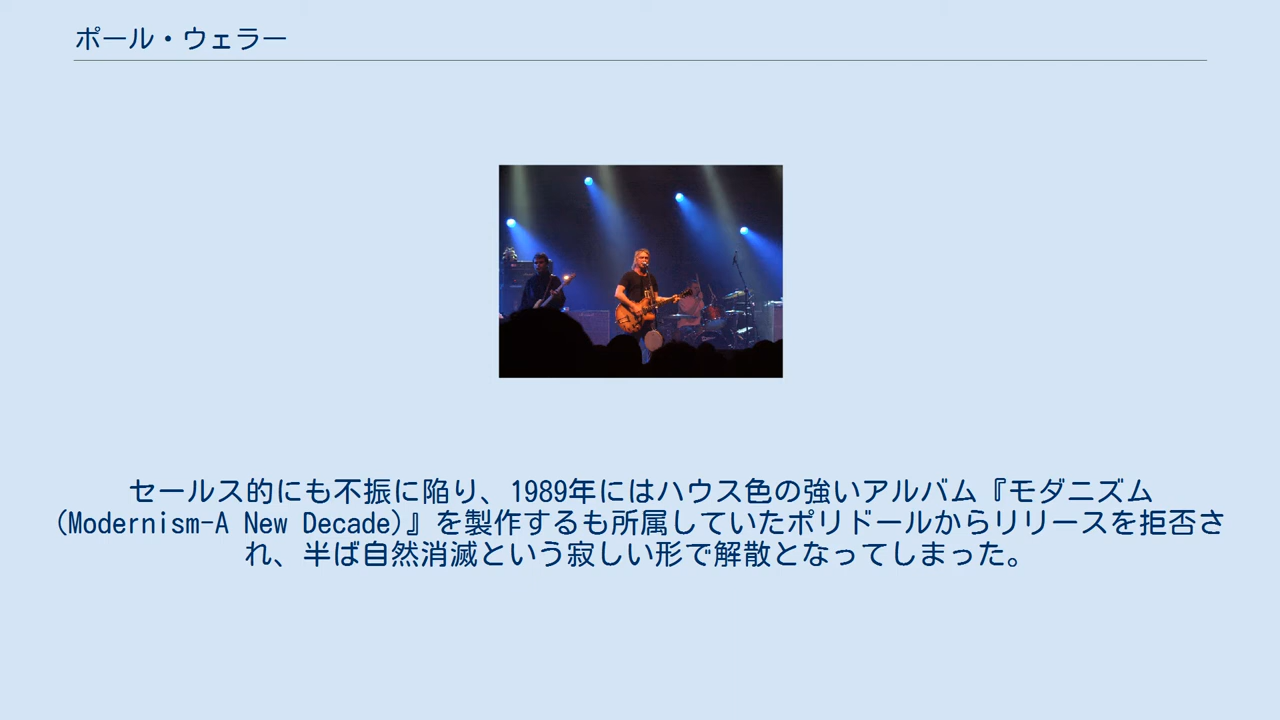 ポール・ウェラー
セールス的にも不振に陥り、1989年にはハウス色の強いアルバム『モダニズム
(Modernism-A New Decade)』を製作するも所属していたポリドールからリリースを拒否さ
れ、半ば自然消滅という寂しい形で解散となってしまった。